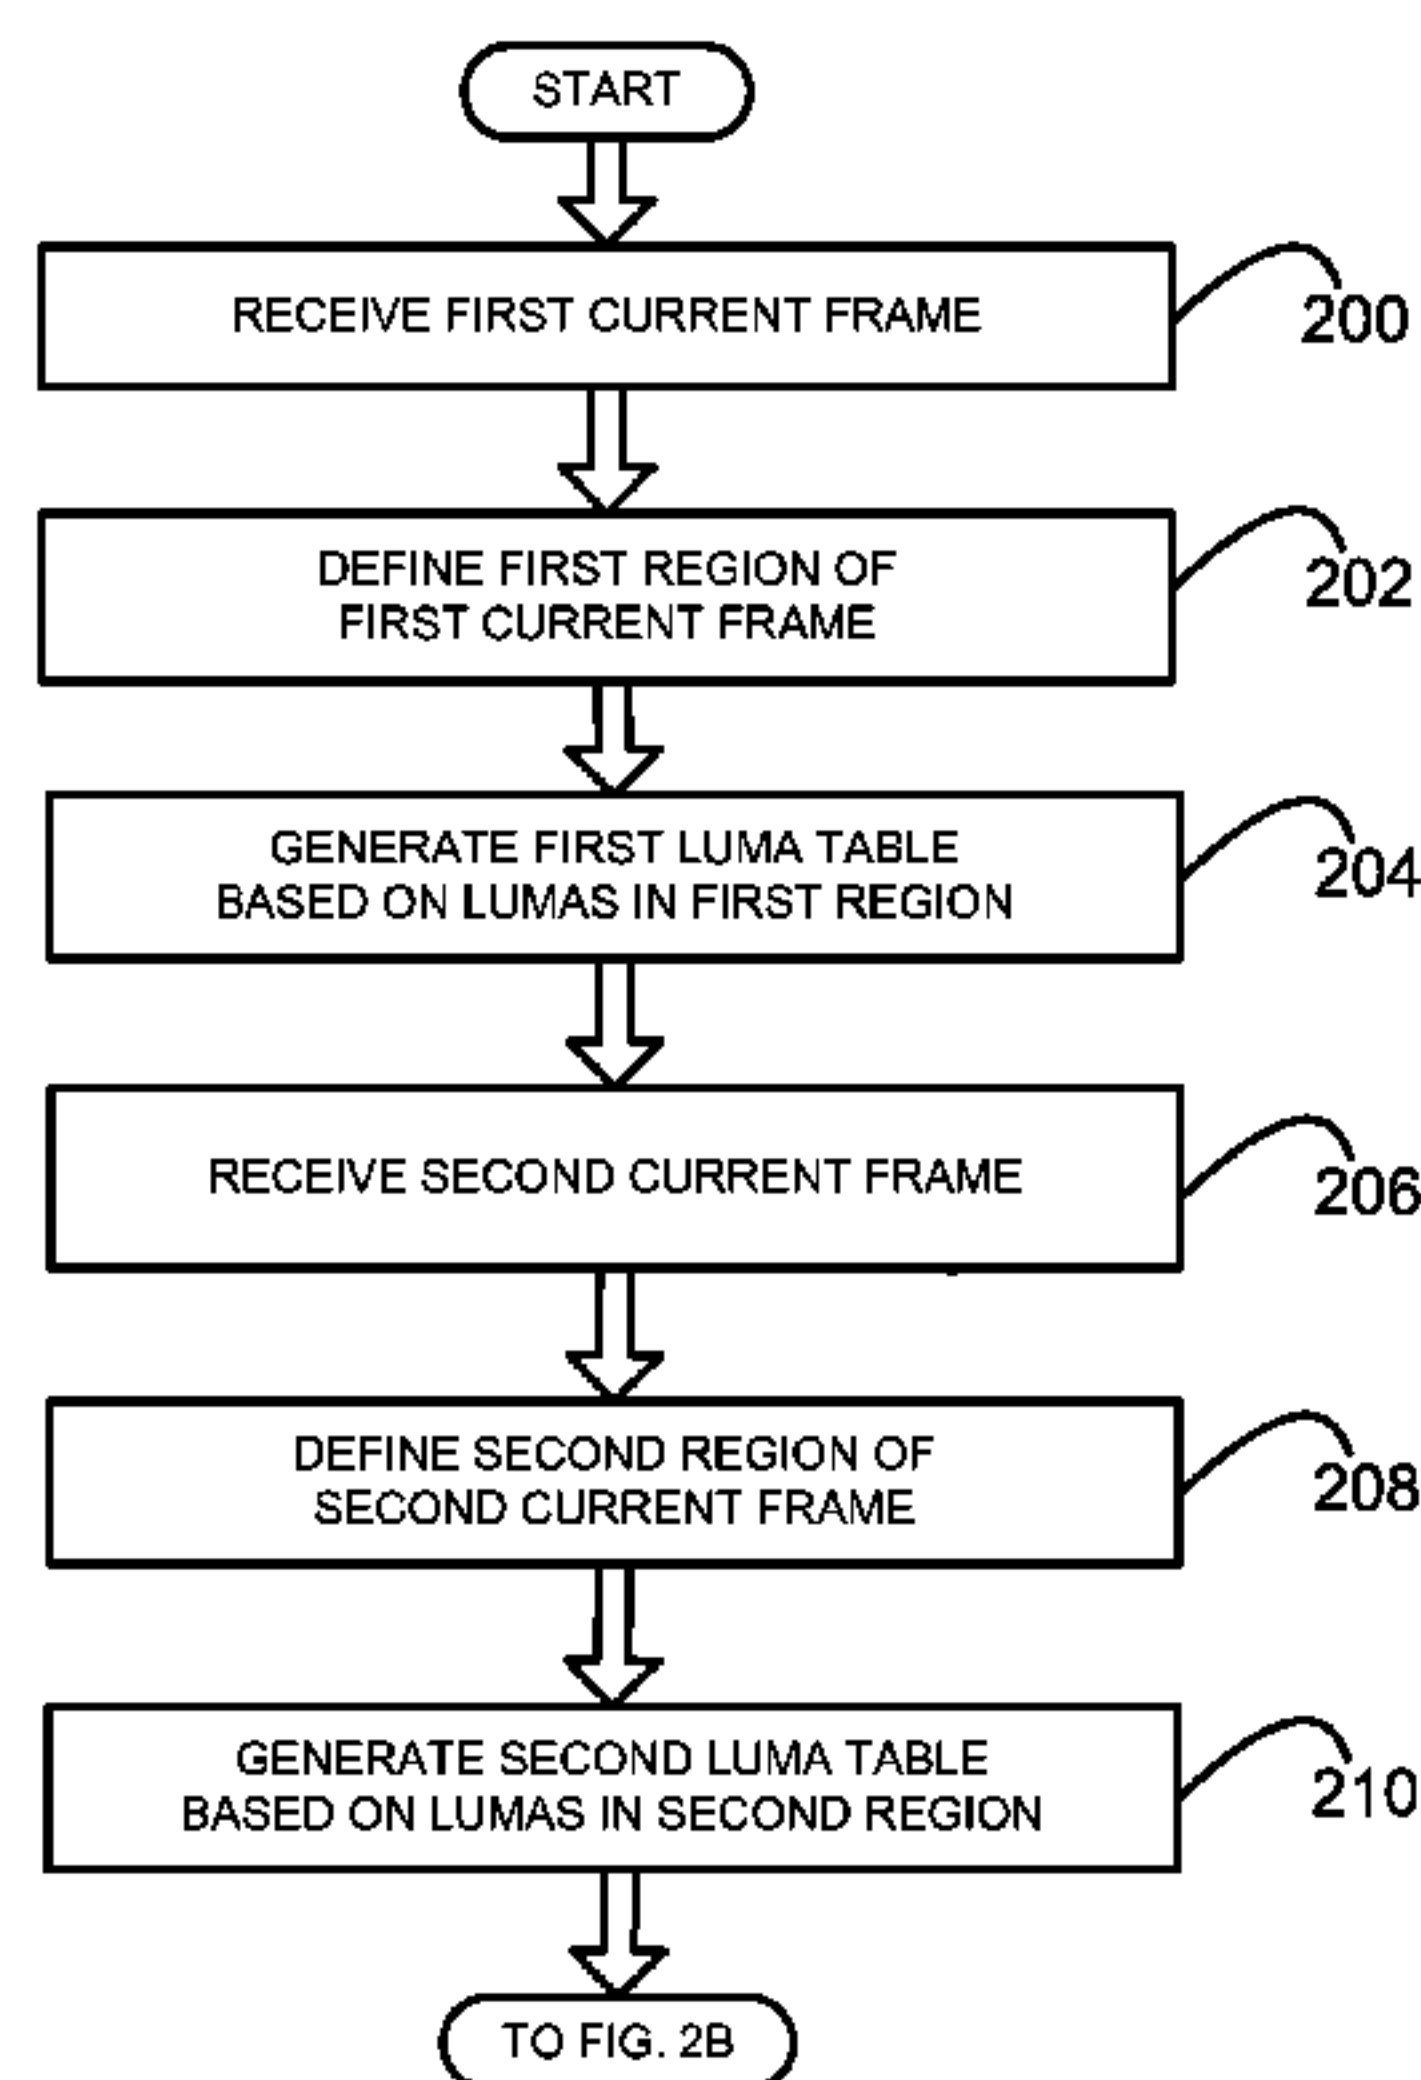 START
RECEIVE FIRST CURRENT FRAME
200
DEFINE FIRST REGION OF
FIRST CURRENT FRAME
202
GENERATE FIRST LUMA TABLE
BASED ON LUMAS IN FIRST REGION
204
RECEIVE SECOND CURRENT FRAME
206
DEFINE SECOND REGION OF
SECOND CURRENT FRAME
208
GENERATE SECOND LUMA TABLE
BASED ON LUMAS IN SECOND REGION
210
TO FIG. 2B